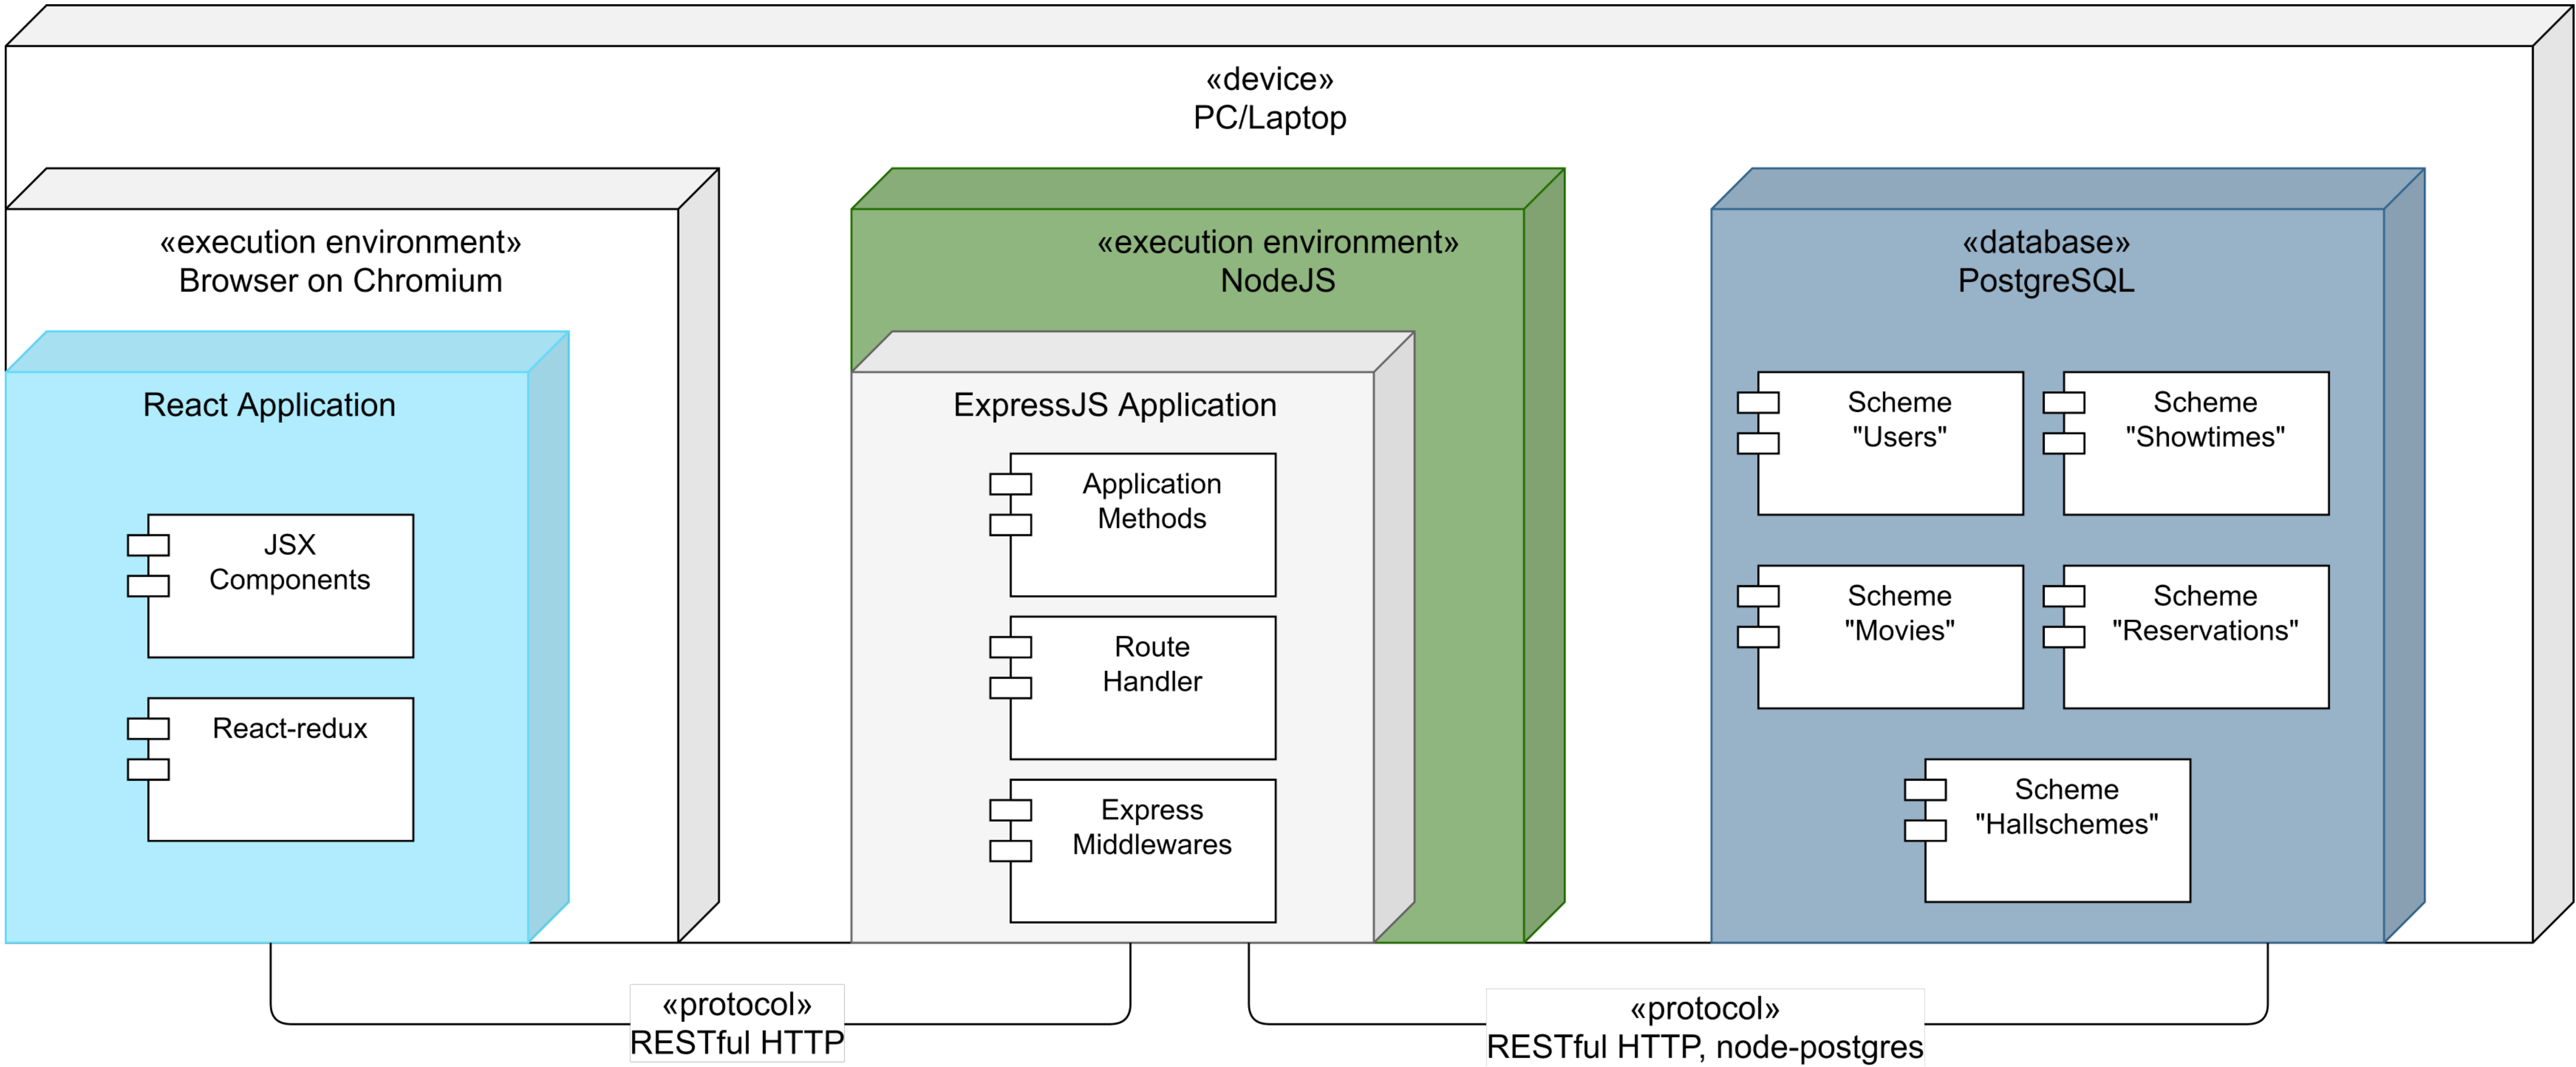 «device»
PC/Laptop
«execution environment»
Browser on Chromium
React Application
JSX
Components
React-redux
«execution environment»
NodeJS
ExpressJS Application
Application
Methods
Route
Handler
Express
Middlewares
«database»
PostgreSQL
Scheme
"Users"
Scheme
"Showtimes"
Scheme
"Movies"
Scheme
"Reservations"
Scheme
"Hallschemes"
«protocol»
RESTful HTTP
«protocol»
RESTful HTTP, node-postgres